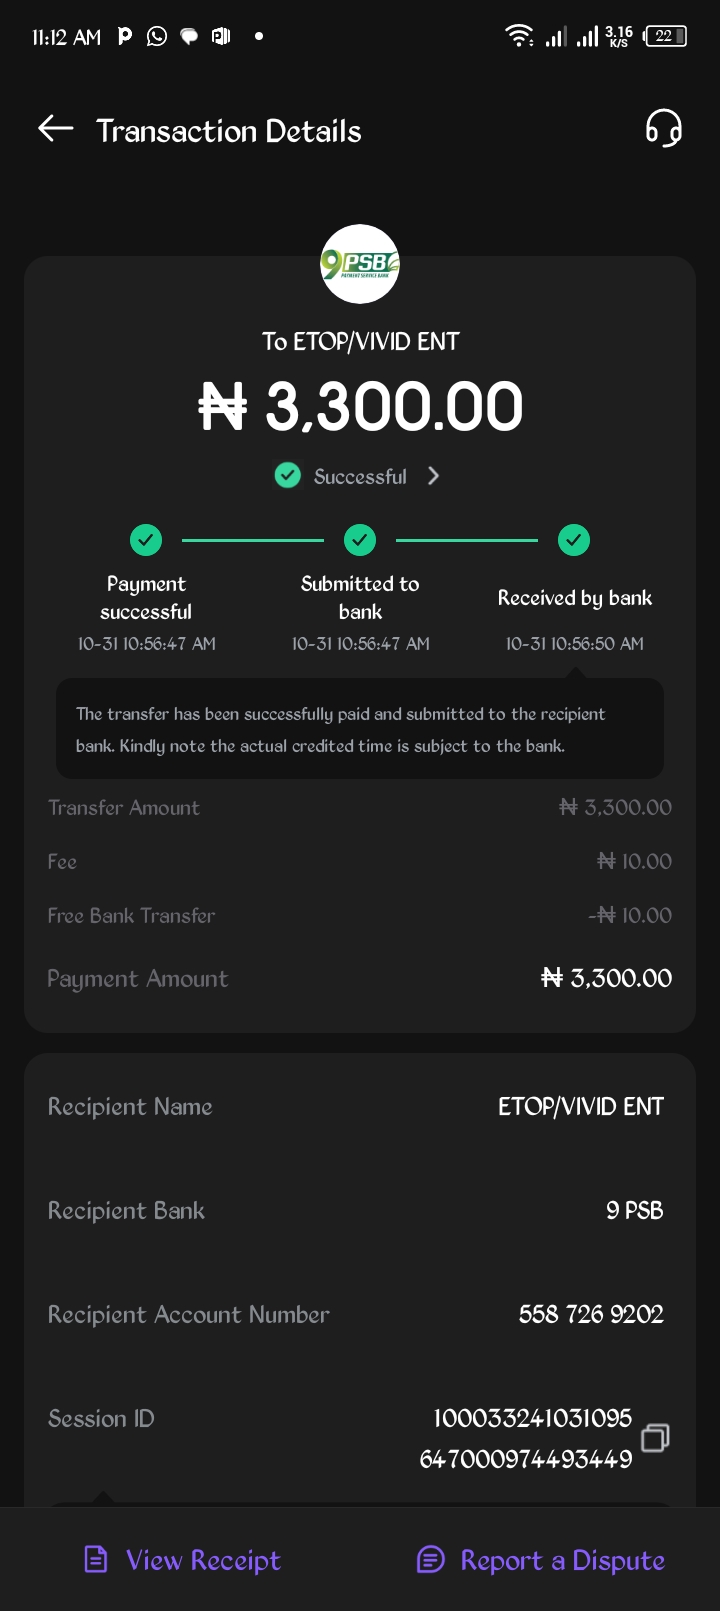 11:12 AM
3.16
K/S
22
Transaction Details
9PSB
PAYMENT SERVICE BANK
To ETOP/VIVID ENT
₦ 3,300.00
Successful
Payment successful
Submitted to bank
Received by bank
10-31 10:56:47 AM
10-31 10:56:47 AM
10-31 10:56:50 AM
The transfer has been successfully paid and submitted to the recipient
bank. Kindly note the actual credited time is subject to the bank.
Transfer Amount ₦ 3,300.00
Fee ₦ 10.00
Free Bank Transfer -₦ 10.00
Payment Amount ₦ 3,300.00
Recipient Name ETOP/VIVID ENT
Recipient Bank 9 PSB
Recipient Account Number 558 726 9202
Session ID 100033241031095
647000974493449
View Receipt Report a Dispute